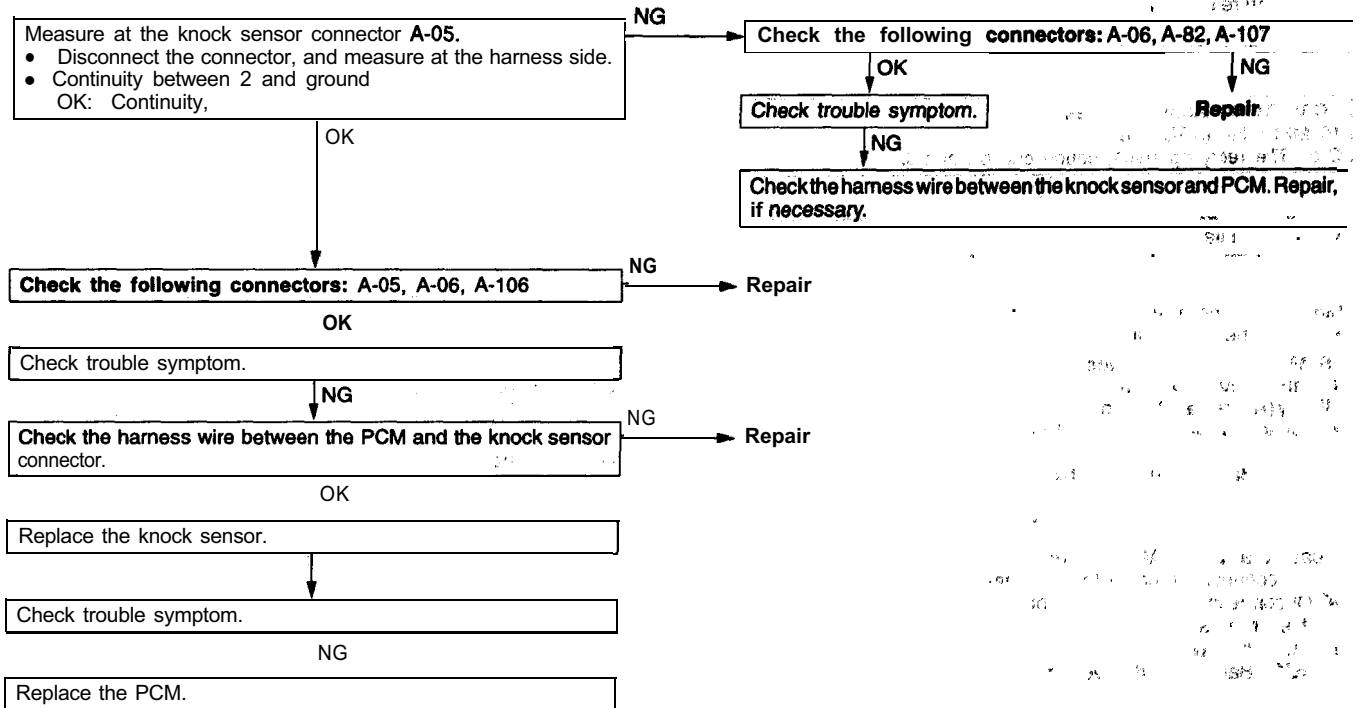 Measure at the knock sensor connector A-05.
• Disconnect the connector, and measure at the harness side.
• Continuity between 2 and ground
OK: Continuity,
NG
Check the following connectors: A-06, A-82, A-107
OK
NG
Check trouble symptom.
Repair
NG
Check the harness wire between the knock sensor and PCM. Repair,
if necessary.
OK
Check the following connectors: A-05, A-06, A-106
NG
Repair
OK
Check trouble symptom.
NG
Check the harness wire between the PCM and the knock sensor
connector.
NG
Repair
OK
Replace the knock sensor.
Check trouble symptom.
NG
Replace the PCM.